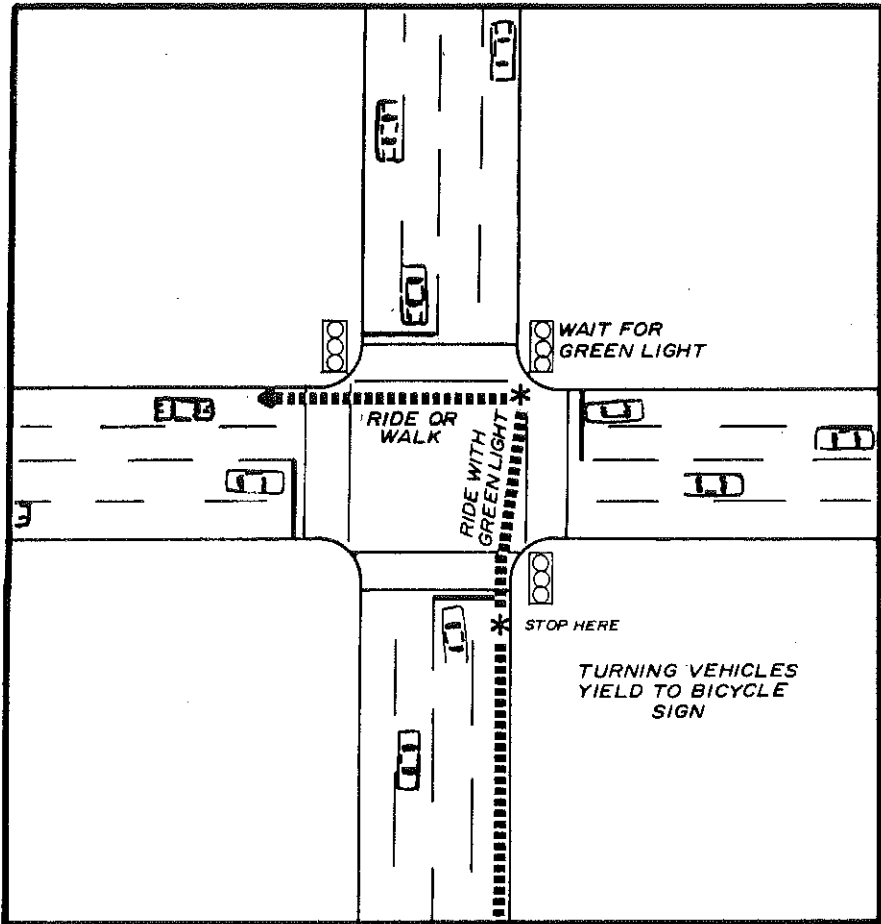 WAIT FOR
GREEN LIGHT
RIDE OR
WALK
RIDE WITH
GREEN LIGHT
STOP HERE
TURNING VEHICLES
YIELD TO BICYCLE
SIGN